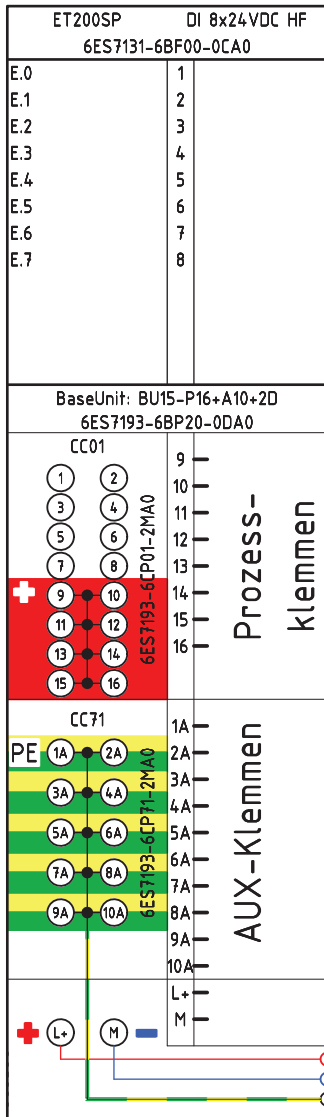 ET200SP DI 8x24VDC HF
6ES7131-6BF00-0CA0
E.0 1
E.1 2
E.2 3
E.3 4
E.4 5
E.5 6
E.6 7
E.7 8
BaseUnit: BU15-P16+A10+2D
6ES7193-6BP20-0DA0
CC01
1 2
3 4
5 6
7 8
9 10
11 12
13 14
15 16
6ES7193-6CP01-2MA0
9
10
11
12
13
14
15
16
Prozess-
klemmen
CC71
PE 1A 2A
3A 4A
5A 6A
7A 8A
9A 10A
6ES7193-6CP71-2MA0
1A
2A
3A
4A
5A
6A
7A
8A
9A
10A
AUX-Klemmen
L+
M
+ L+ M -